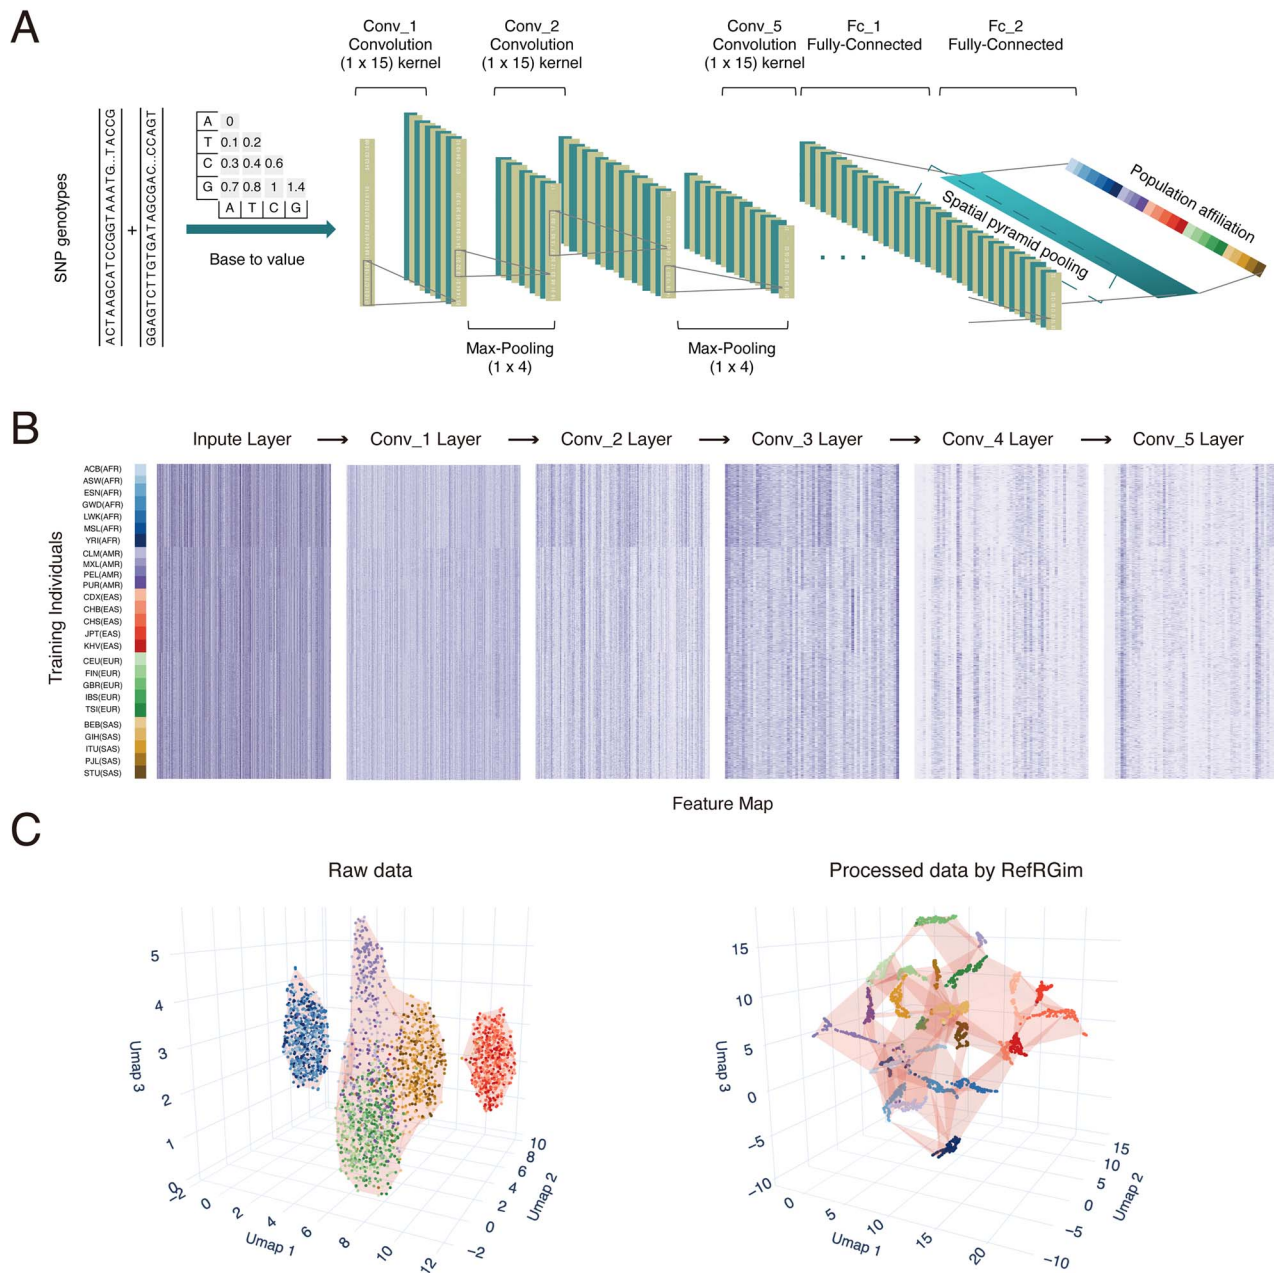 A
Conv_1
Convolution
(1 x 15) kernel
Conv_2
Convolution
(1 x 15) kernel
Conv_5
Convolution
(1 x 15) kernel
Fc_1
Fully-Connected
Fc_2
Fully-Connected
SNP genotypes
ACTAAGCATCCGGTAAATG..TACCG
+
GGAGTCTTGTGATAGCGAC..CCAGT
A 0
T 0.1 0.2
C 0.3 0.4 0.6
G 0.7 0.8 1 1.4
A T C G
Base to value
Max-Pooling
(1 x 4)
Max-Pooling
(1 x 4)
. . .
Spatial pyramid pooling
Population affiliation
B
Inpute Layer → Conv_1 Layer → Conv_2 Layer → Conv_3 Layer → Conv_4 Layer → Conv_5 Layer
Training Individuals
ACB(AFR)
ASW(AFR)
ESN(AFR)
GWD(AFR)
LWK(AFR)
MSL(AFR)
YRI(AFR)
CLM(AMR)
MXL(AMR)
PEL(AMR)
PUR(AMR)
CDX(EAS)
CHB(EAS)
CHS(EAS)
JPT(EAS)
KHV(EAS)
CEU(EUR)
FIN(EUR)
GBR(EUR)
IBS(EUR)
TSI(EUR)
BEB(SAS)
GIH(SAS)
ITU(SAS)
PJL(SAS)
STU(SAS)
Feature Map
C
Raw data
5
4
3
2
1
0
Umap 3
−2
0
2
4
6
8
10
12
Umap 1
10
8
6
4
2
0
−2
Umap 2
Processed data by RefRGim
15
10
5
0
−5
−10
Umap 3
0
5
10
15
20
Umap 1
15
10
5
0
−5
−10
Umap 2